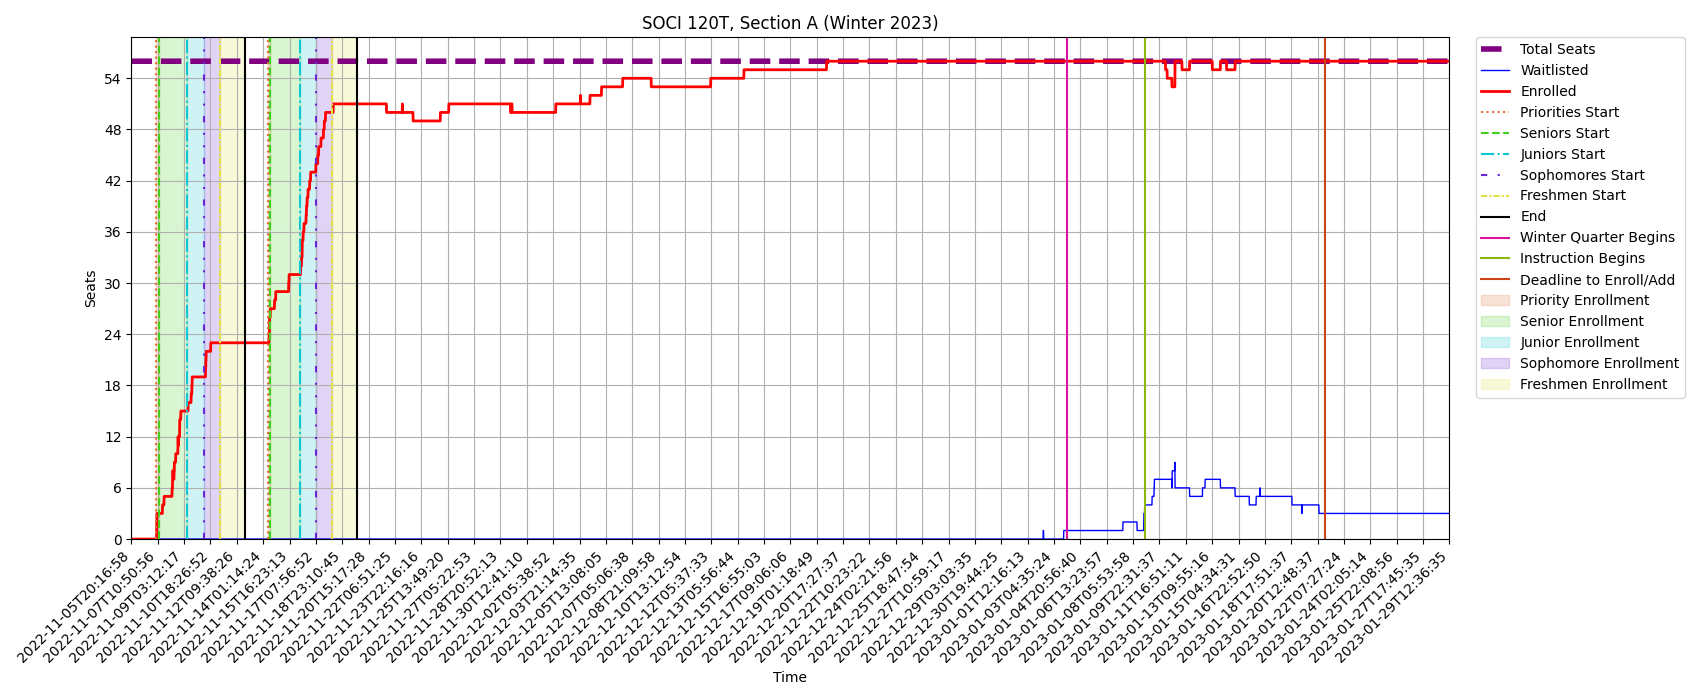 SOCI 120T, Section A (Winter 2023)
Seats
54
48
42
36
30
24
18
12
6
0
2022-11-05T20:16:58
2022-11-07T10:50:56
2022-11-09T03:12:17
2022-11-10T18:26:52
2022-11-12T09:38:26
2022-11-14T01:14:24
2022-11-15T16:23:13
2022-11-17T07:56:52
2022-11-18T23:10:45
2022-11-20T15:17:28
2022-11-22T06:51:25
2022-11-23T22:16:16
2022-11-25T13:49:20
2022-11-27T05:22:53
2022-11-28T20:52:13
2022-11-30T12:41:10
2022-12-02T05:38:52
2022-12-03T21:14:35
2022-12-05T13:08:05
2022-12-07T05:06:38
2022-12-08T21:09:58
2022-12-10T13:12:54
2022-12-12T05:37:33
2022-12-13T05:56:44
2022-12-15T16:55:03
2022-12-17T09:06:06
2022-12-19T01:18:49
2022-12-20T17:27:37
2022-12-22T10:23:22
2022-12-24T02:21:56
2022-12-25T18:47:54
2022-12-27T10:59:17
2022-12-29T03:03:35
2022-12-30T19:44:25
2023-01-01T12:16:13
2023-01-03T04:35:24
2023-01-04T20:56:40
2023-01-06T13:23:57
2023-01-08T05:53:58
2023-01-09T22:31:37
2023-01-11T16:51:11
2023-01-13T09:55:16
2023-01-15T04:34:31
2023-01-16T22:52:50
2023-01-18T17:51:37
2023-01-20T12:48:37
2023-01-22T07:27:24
2023-01-24T02:05:14
2023-01-25T22:08:56
2023-01-27T17:45:35
2023-01-29T12:36:35
Time
Total Seats
Waitlisted
Enrolled
Priorities Start
Seniors Start
Juniors Start
Sophomores Start
Freshmen Start
End
Winter Quarter Begins
Instruction Begins
Deadline to Enroll/Add
Priority Enrollment
Senior Enrollment
Junior Enrollment
Sophomore Enrollment
Freshmen Enrollment